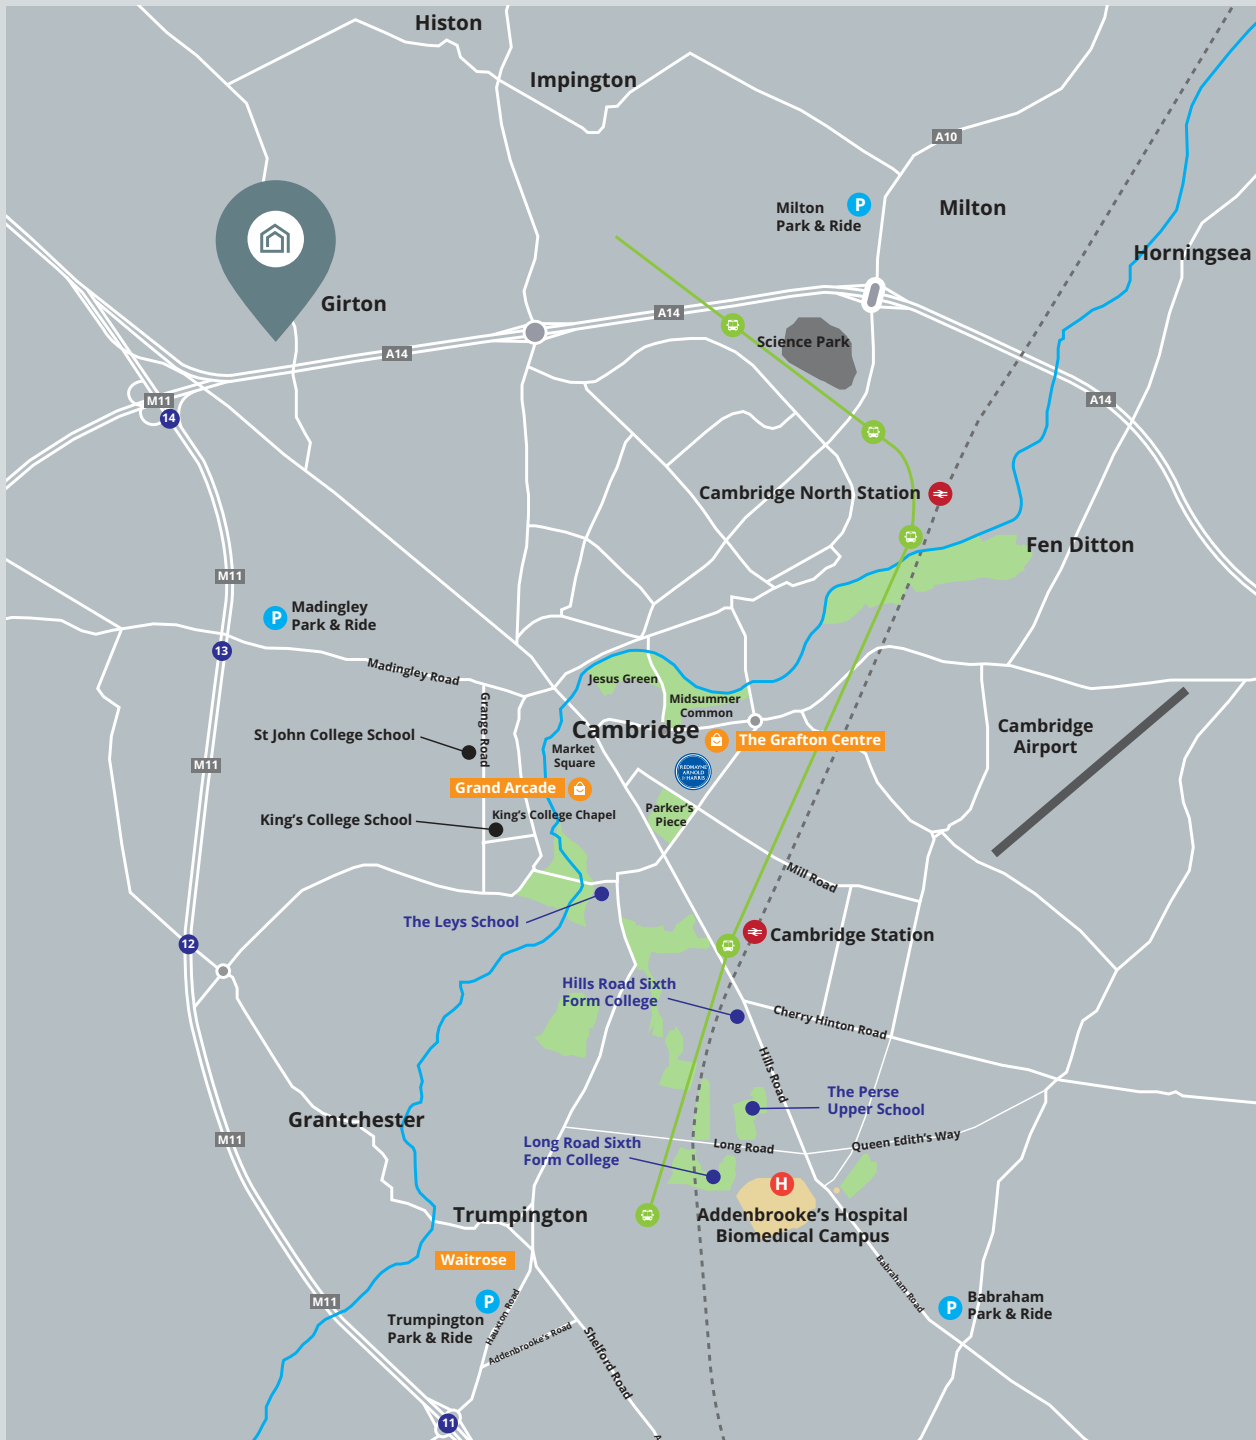 Histon
Impington
A10
Milton
Park & Ride
P
Milton
Horningsea
Girton
A14
A14
Science Park
M11
14
A14
Cambridge North Station
Fen Ditton
M11
P
Madingley
Park & Ride
13
Madingley Road
Jesus Green
Midsummer
Common
Grange Road
St John College School
Cambridge
The Grafton Centre
Cambridge
Airport
Market
Square
M11
REDMAYNE
ARNOLD
& HARRIS
Grand Arcade
King's College Chapel
Parker's
Piece
King's College School
Mill Road
The Leys School
12
Cambridge Station
Hills Road Sixth
Form College
Cherry Hinton Road
Hills Road
The Perse
Upper School
Grantchester
M11
Long Road Sixth
Form College
Long Road
Queen Edith's Way
H
Trumpington
Addenbrooke's Hospital
Biomedical Campus
Waitrose
Babraham Road
M11
P
Trumpington
Park & Ride
Hauxton Road
Addenbrooke's Road
Shelford Road
P
Babraham
Park & Ride
11
A